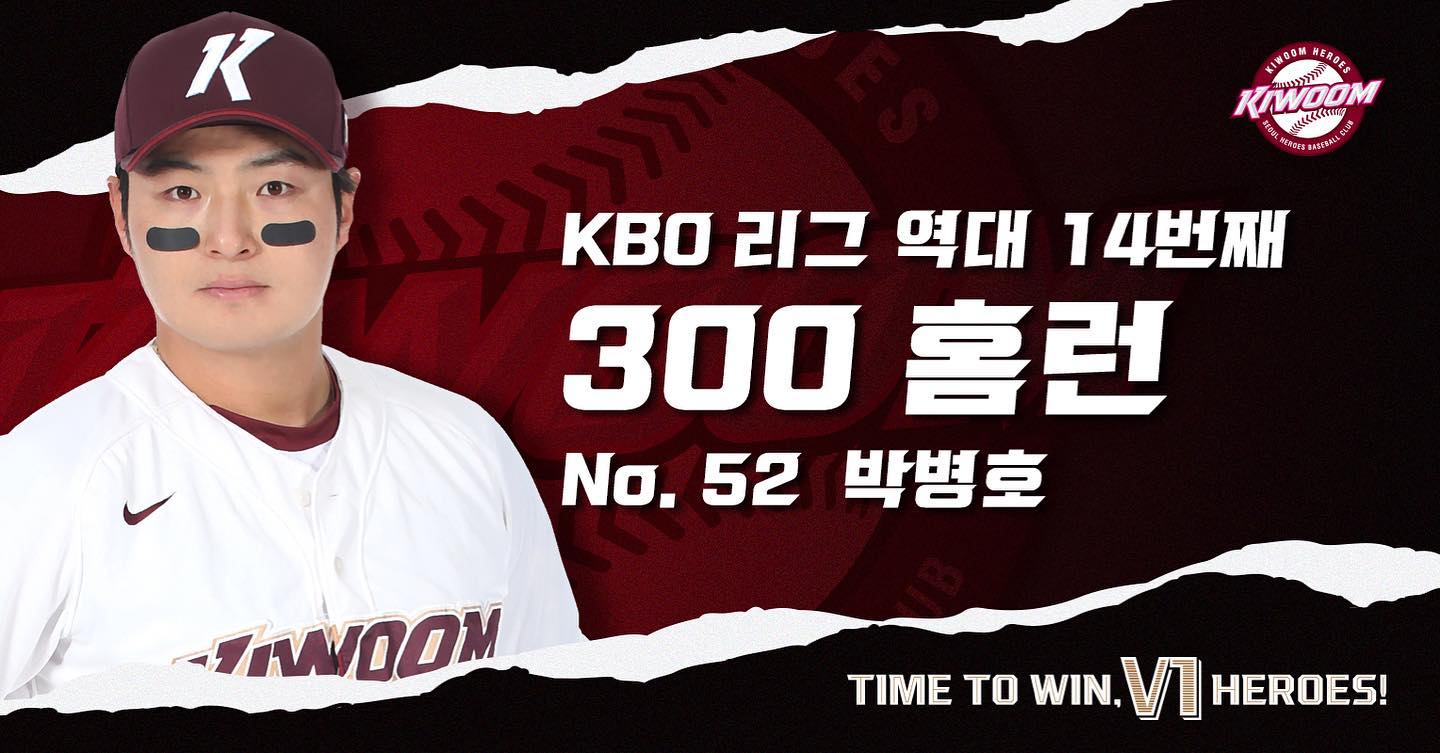 K
KIWOOM HEROES
KIWOOM
SEOUL HEROES BASEBALL CLUB
KBO 리그 역대 14번째
300 홈런
No. 52 박병호
KIWOOM
TIME TO WIN, V1 HEROES!